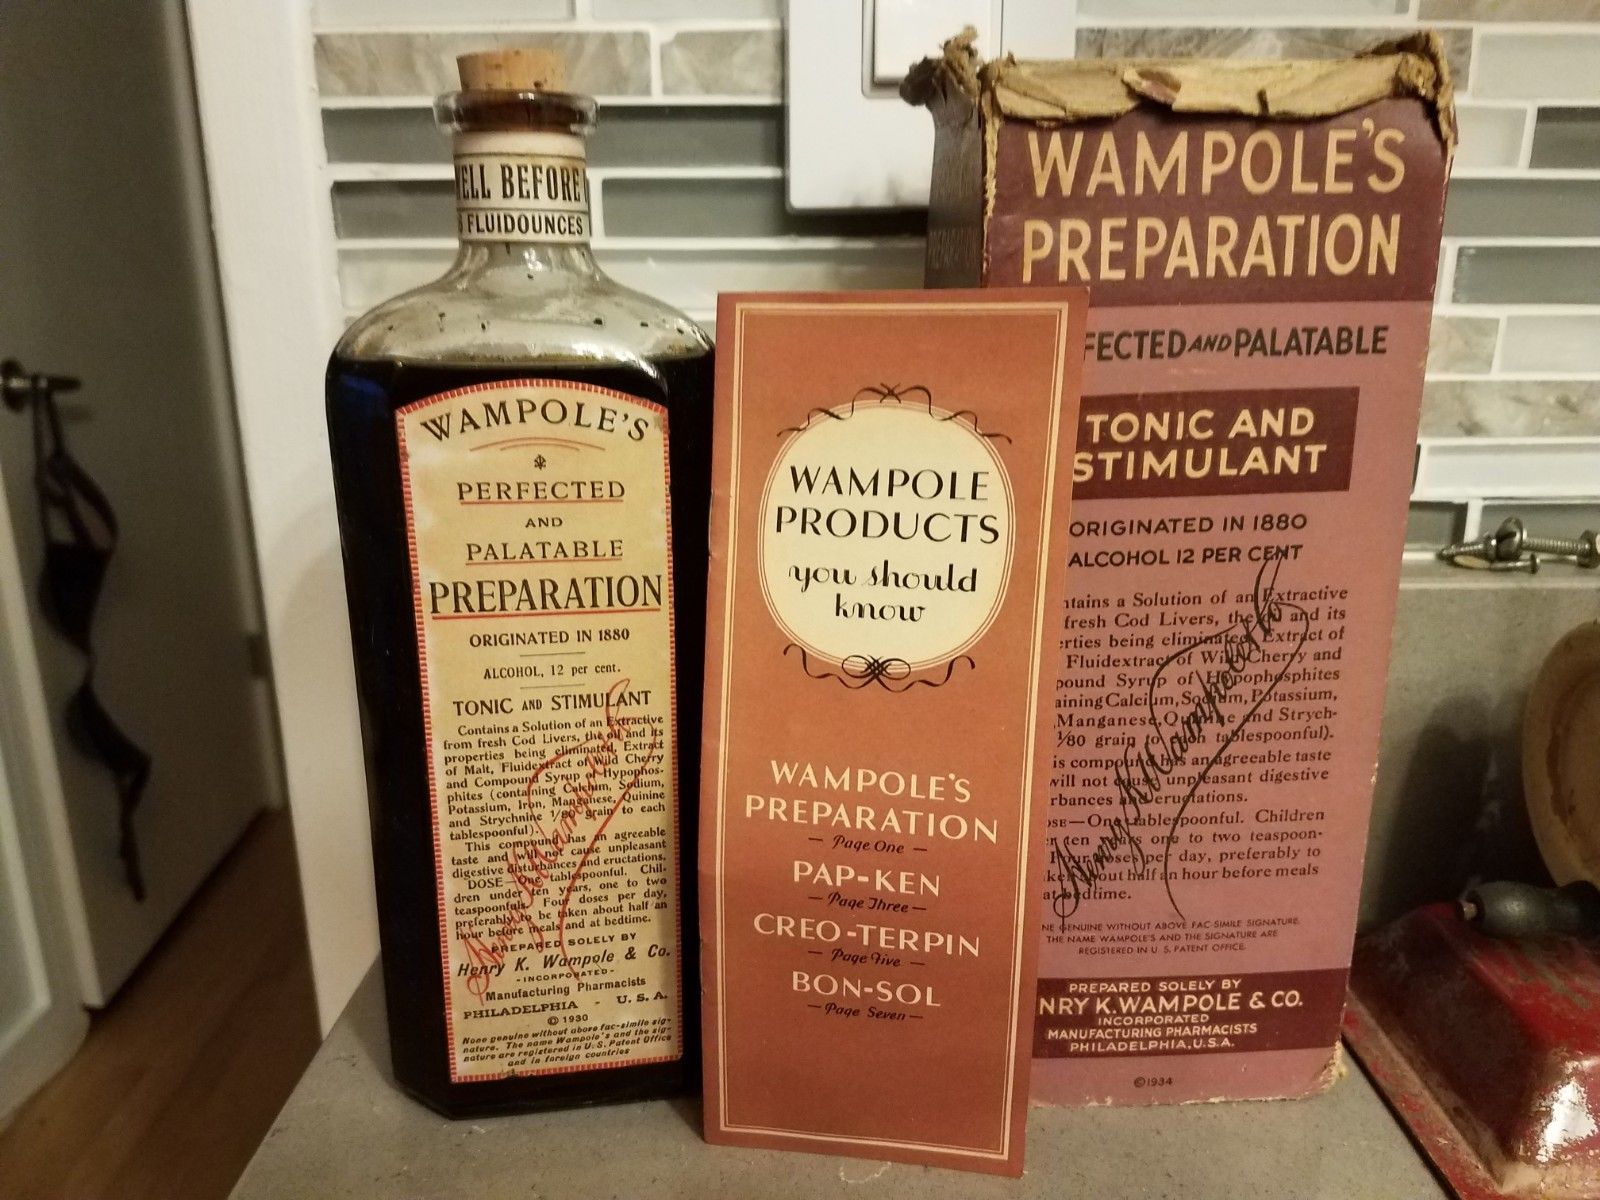 ELL BEFORE
FLUIDOUNCES
WAMPOLE'S
PERFECTED
AND
PALATABLE
PREPARATION
ORIGINATED IN 1880
ALCOHOL, 12 per cent.
TONIC AND STIMULANT
Contains a Solution of an Extractive
from fresh Cod Livers, the oil and its
properties being eliminated, Extract
of Malt, Fluidextract of Wild Cherry
and Compound Syrup of Hypophos-
phites (containing Calcium, Sodium,
Potassium, Iron, Manganese, Quinine
and Strychnine 1/80 grain to each
tablespoonful).
This compound has an agreeable
taste and will not cause unpleasant
digestive disturbances and eructations.
DOSE—One tablespoonful. Chil-
dren under ten years, one to two
teaspoonfuls. Four doses per day,
preferably to be taken about half an
hour before meals and at bedtime.
Henry K. Wampole & Co
PREPARED SOLELY BY
Henry K. Wampole & Co.
-INCORPORATED-
Manufacturing Pharmacists
PHILADELPHIA - U. S. A.
© 1930
None genuine without above fac-simile sig-
nature. The name Wampole's and the sig-
nature are registered in U. S. Patent Office
and in foreign countries
WAMPOLE
PRODUCTS
you should
know
WAMPOLE'S
PREPARATION
— Page One —
PAP-KEN
— Page Three —
CREO-TERPIN
— Page Five —
BON-SOL
— Page Seven —
WAMPOLE'S
PREPARATION
FECTED AND PALATABLE
TONIC AND
STIMULANT
ORIGINATED IN 1880
ALCOHOL 12 PER CENT
ntains a Solution of an Extractive
fresh Cod Livers, the oil and its
erties being eliminated, Extract of
Fluidextract of Wild Cherry and
pound Syrup of Hypophosphites
aining Calcium, Sodium, Potassium,
Manganese, Quinine and Strych-
1/80 grain to each tablespoonful).
is compound has an agreeable taste
will not cause unpleasant digestive
rbances and eructations.
OSE—One tablespoonful. Children
ten years one to two teaspoon-
Four doses per day, preferably to
ken about half an hour before meals
at bedtime.
Henry K. Wampole & Co
NE GENUINE WITHOUT ABOVE FAC-SIMILE SIGNATURE.
THE NAME WAMPOLE'S AND THE SIGNATURE ARE
REGISTERED IN U. S. PATENT OFFICE.
PREPARED SOLELY BY
NRY K. WAMPOLE & CO.
INCORPORATED
MANUFACTURING PHARMACISTS
PHILADELPHIA, U.S.A.
©1934